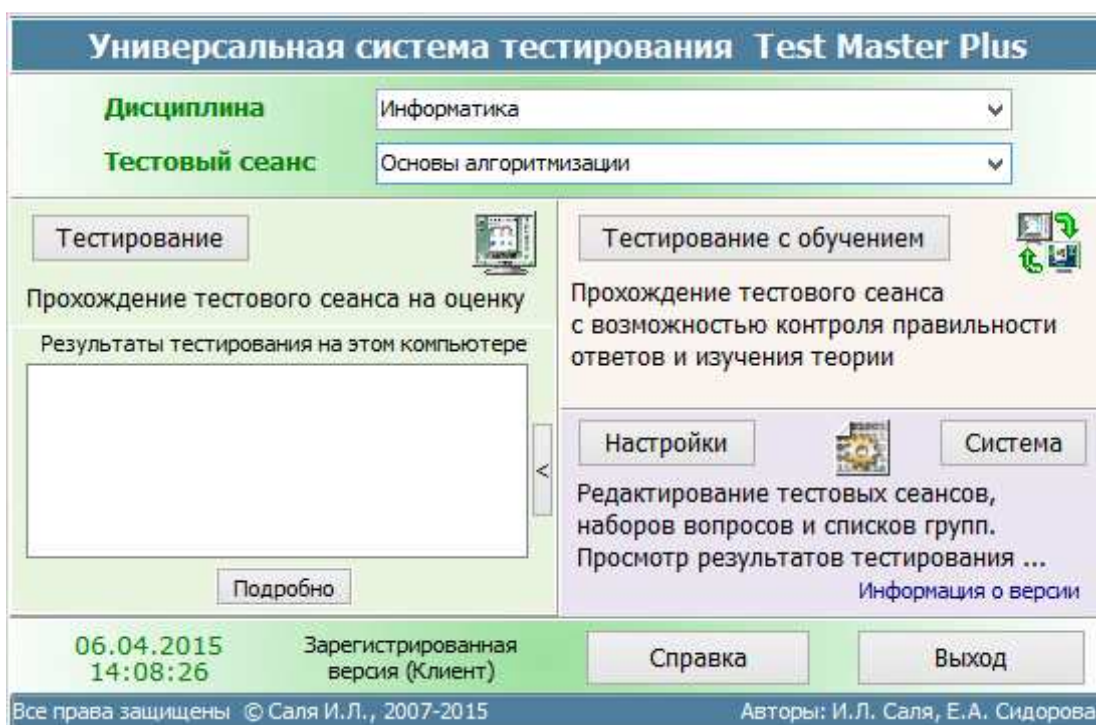 Универсальная система тестирования Test Master Plus
Дисциплина
Информатика
Тестовый сеанс
Основы алгоритмизации
Тестирование
Прохождение тестового сеанса на оценку
Результаты тестирования на этом компьютере
<
Подробно
Тестирование с обучением
Прохождение тестового сеанса
с возможностью контроля правильности
ответов и изучения теории
Настройки
Система
Редактирование тестовых сеансов,
наборов вопросов и списков групп.
Просмотр результатов тестирования ...
Информация о версии
06.04.2015
14:08:26
Зарегистрированная
версия (Клиент)
Справка
Выход
Все права защищены © Саля И.Л., 2007-2015
Авторы: И.Л. Саля, Е.А. Сидорова